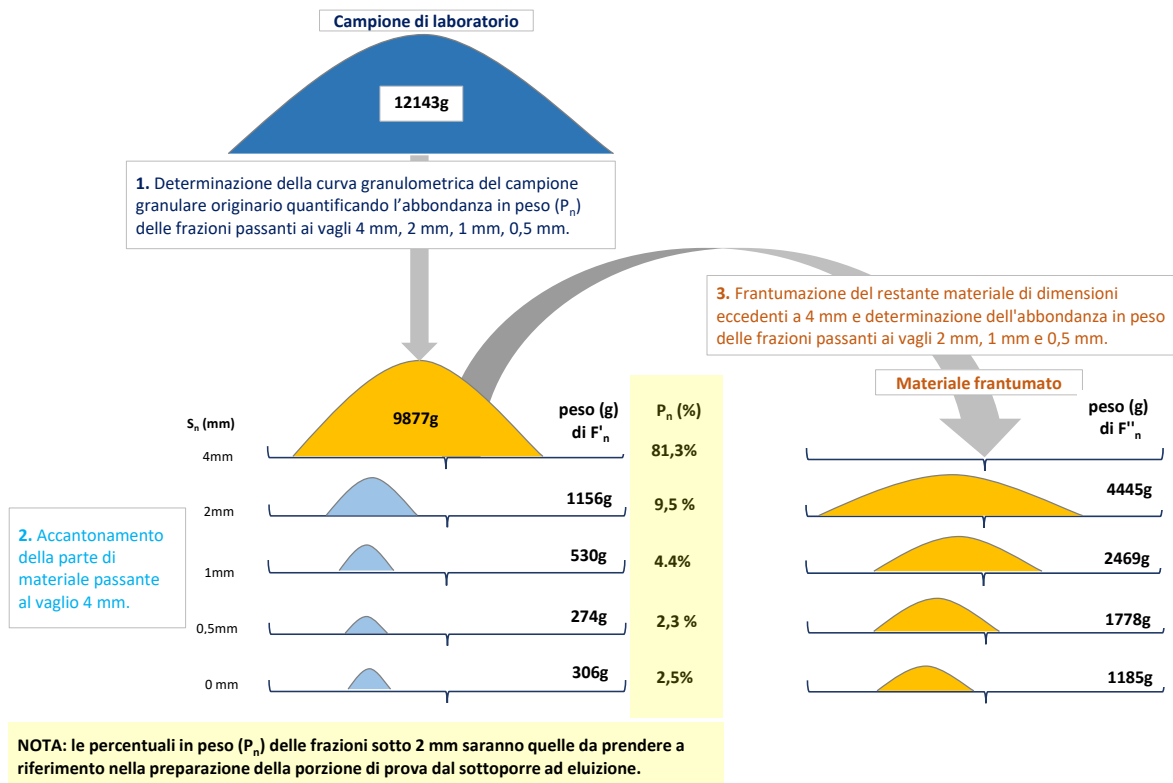 Campione di laboratorio
12143g
1. Determinazione della curva granulometrica del campione
granulare originario quantificando l'abbondanza in peso (Pn)
delle frazioni passanti ai vagli 4 mm, 2 mm, 1 mm, 0,5 mm.
3. Frantumazione del restante materiale di dimensioni
eccedenti a 4 mm e determinazione dell'abbondanza in peso
delle frazioni passanti ai vagli 2 mm, 1 mm e 0,5 mm.
Materiale frantumato
Sn (mm)
9877g
peso (g)
di F'n
Pn (%)
peso (g)
di F''n
4mm
81,3%
2mm
1156g
9,5 %
4445g
2. Accantonamento
della parte di
materiale passante
al vaglio 4 mm.
1mm
530g
4.4%
2469g
0,5mm
274g
2,3 %
1778g
0 mm
306g
2,5%
1185g
NOTA: le percentuali in peso (Pn) delle frazioni sotto 2 mm saranno quelle da prendere a
riferimento nella preparazione della porzione di prova dal sottoporre ad eluizione.